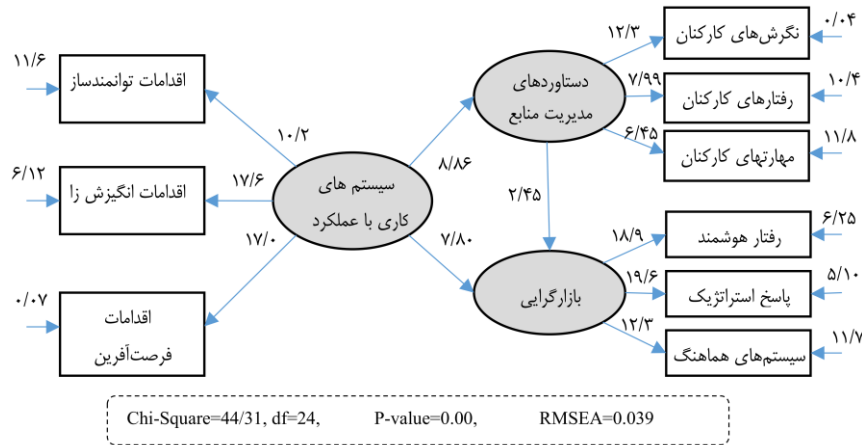 ۱۲/۳
نگرش‌های کارکنان
۰/۰۴
۷/۹۹
رفتارهای کارکنان
۱۰/۴
۶/۴۵
مهارتهای کارکنان
۱۱/۸
دستاوردهای
مدیریت منابع
۱۱/۶
اقدامات توانمندساز
۱۰/۲
۸/۸۶
۶/۱۲
اقدامات انگیزش زا
۱۷/۶
سیستم های
کاری با عملکرد
۲/۴۵
۱۷/۰
۷/۸۰
۰/۰۷
اقدامات
فرصت‌آفرین
بازارگرایی
۱۸/۹
رفتار هوشمند
۶/۲۵
۱۹/۶
پاسخ استراتژیک
۵/۱۰
۱۲/۳
سیستم‌های هماهنگ
۱۱/۷
Chi-Square=44/31, df=24, P-value=0.00, RMSEA=0.039